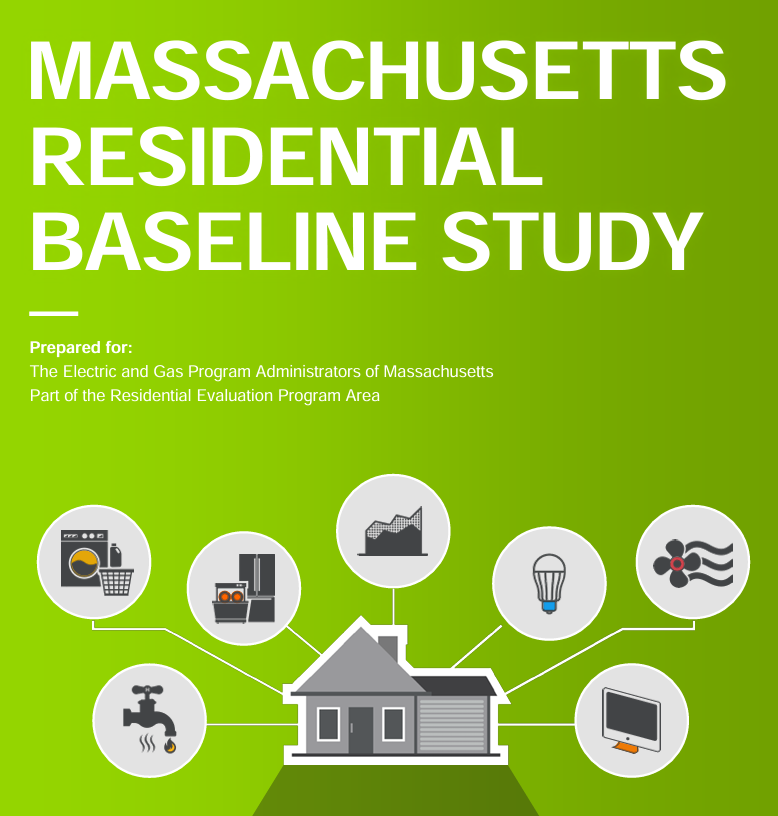 MASSACHUSETTS
RESIDENTIAL
BASELINE STUDY
Prepared for:
The Electric and Gas Program Administrators of Massachusetts
Part of the Residential Evaluation Program Area